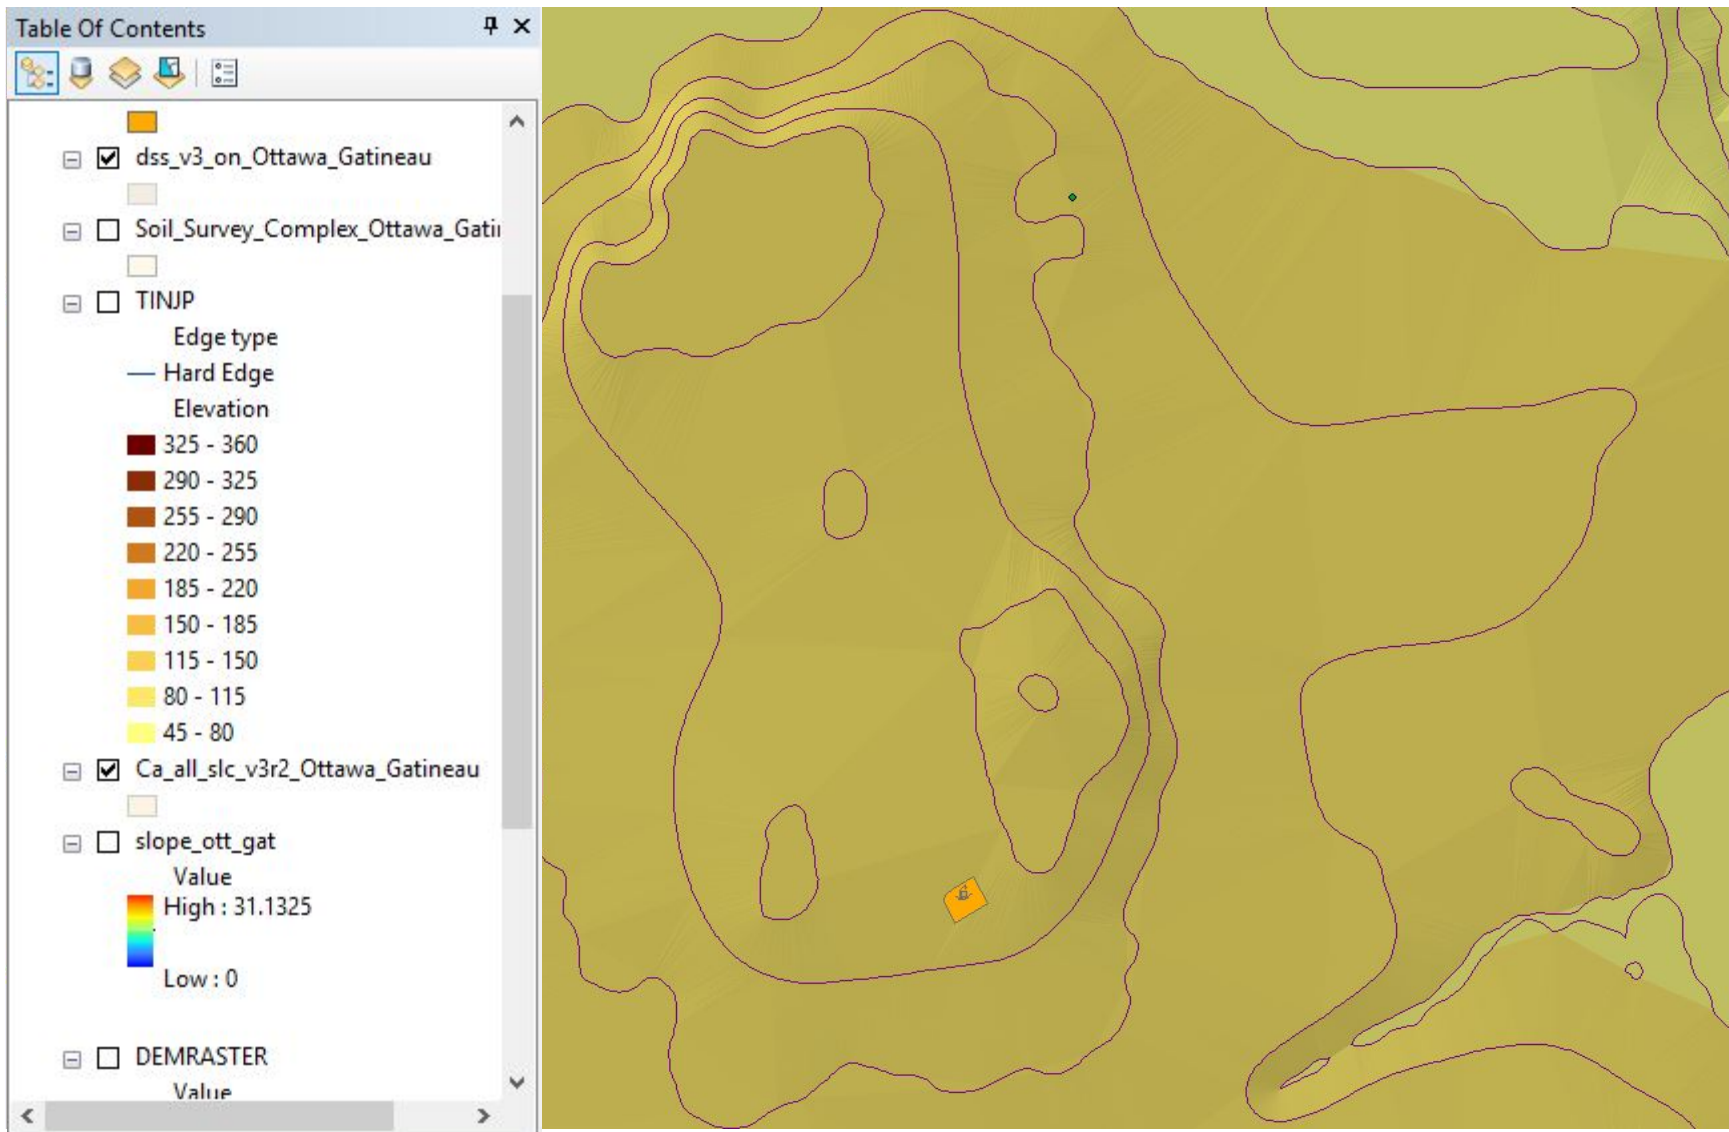 Table Of Contents
dss_v3_on_Ottawa_Gatineau
Soil_Survey_Complex_Ottawa_Gati
TINJP
Edge type
Hard Edge
Elevation
325 - 360
290 - 325
255 - 290
220 - 255
185 - 220
150 - 185
115 - 150
80 - 115
45 - 80
Ca_all_slc_v3r2_Ottawa_Gatineau
slope_ott_gat
Value
High : 31.1325
Low : 0
DEMRASTER
Value